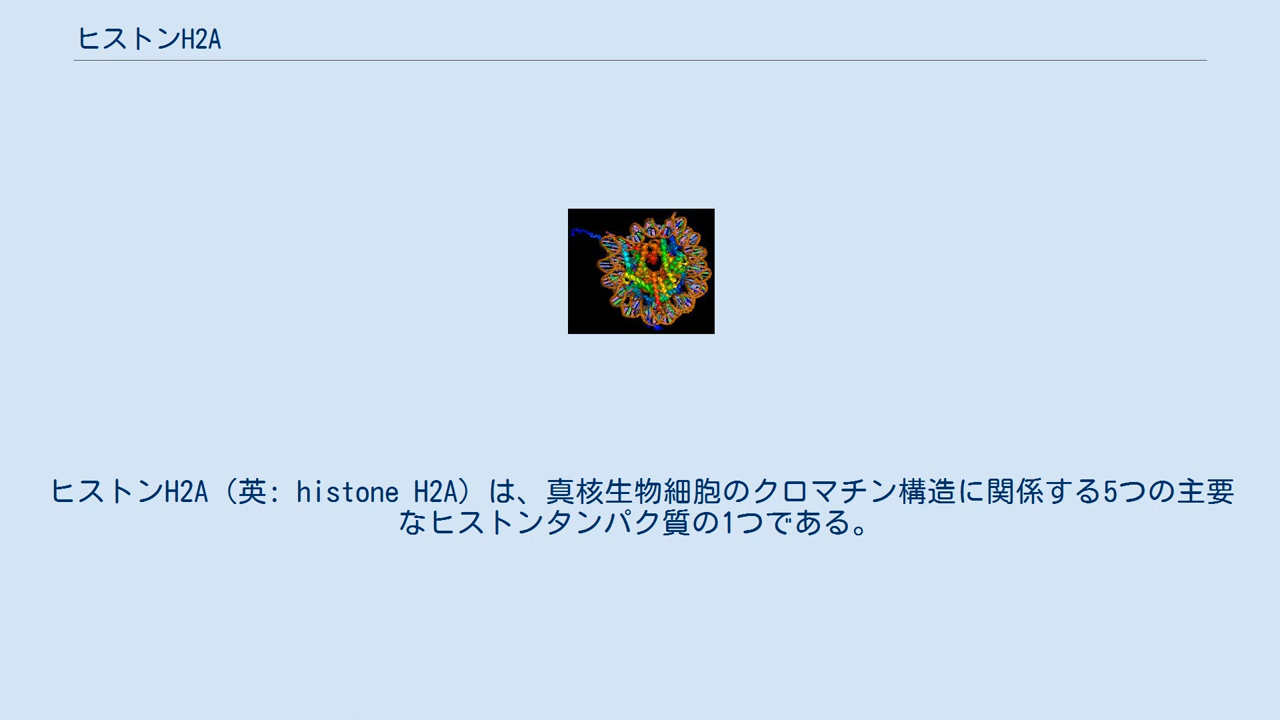 ヒストンH2A
ヒストンH2A（英: histone H2A）は、真核生物細胞のクロマチン構造に関係する5つの主要
なヒストンタンパク質の1つである。